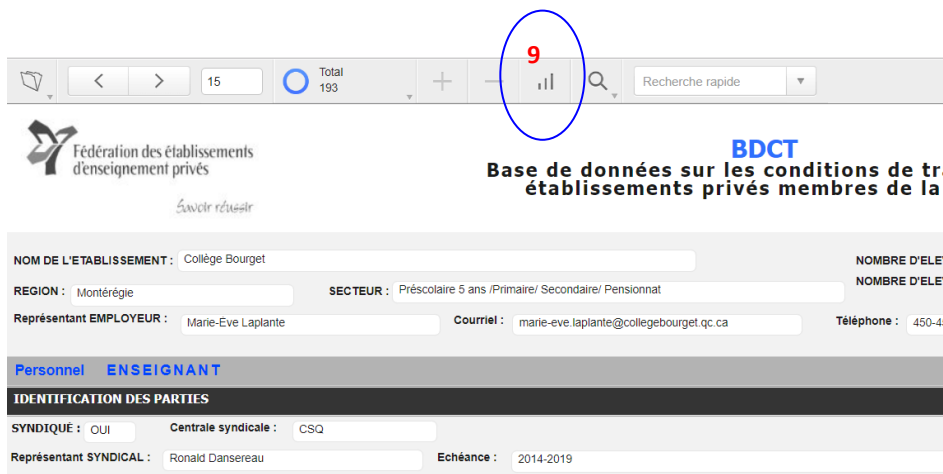 9
15
Total
193
Recherche rapide
Fédération des établissements
d'enseignement privés
Savoir réussir
BDCT
Base de données sur les conditions de tra
établissements privés membres de la
NOM DE L'ETABLISSEMENT : Collège Bourget
NOMBRE D'ELE
REGION : Montérégie
SECTEUR : Préscolaire 5 ans /Primaire/ Secondaire/ Pensionnat
NOMBRE D'ELE
Représentant EMPLOYEUR : Marie-Ève Laplante
Courriel : marie-eve.laplante@collegebourget.qc.ca
Téléphone : 450-4
Personnel ENSEIGNANT
IDENTIFICATION DES PARTIES
SYNDIQUÉ : OUI
Centrale syndicale : CSQ
Représentant SYNDICAL : Ronald Dansereau
Echéance : 2014-2019